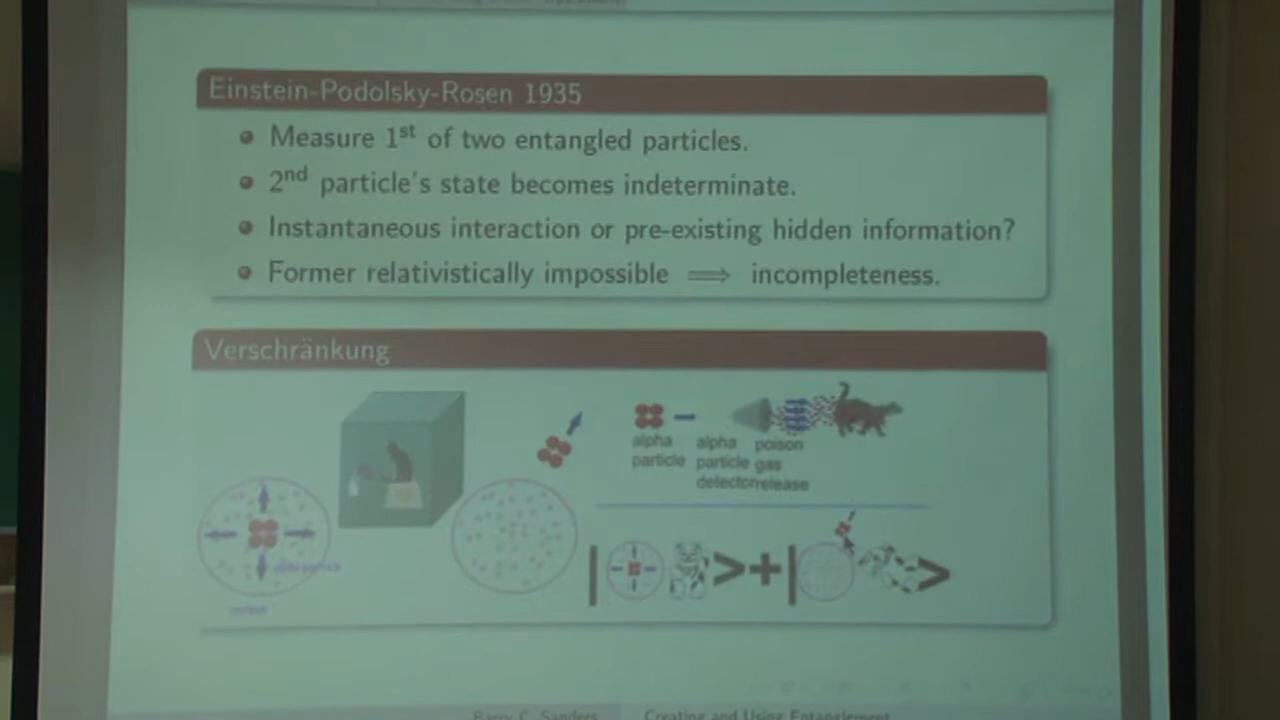 Einstein-Podolsky-Rosen 1935
Measure 1st of two entangled particles.
2nd particle's state becomes indeterminate.
Instantaneous interaction or pre-existing hidden information?
Former relativistically impossible ⟹ incompleteness.
Verschränkung
alpha particle
alpha particle detector
poison gas release
| > + | >
Barry C. Sanders
Creating and Using Entanglement